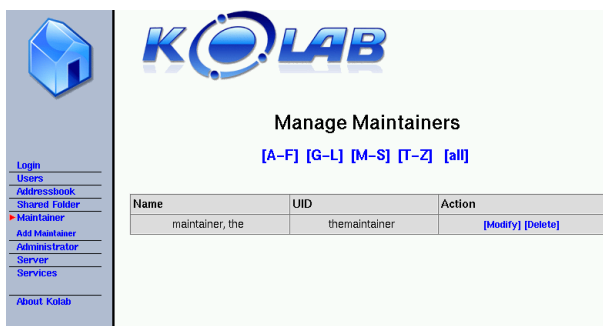 KOLAB
Manage Maintainers
[A-F] [G-L] [M-S] [T-Z] [all]
Login
Users
Addressbook
Shared Folder
Maintainer
Add Maintainer
Administrator
Server
Services
About Kolab
Name UID Action
maintainer, the themaintainer [Modify] [Delete]